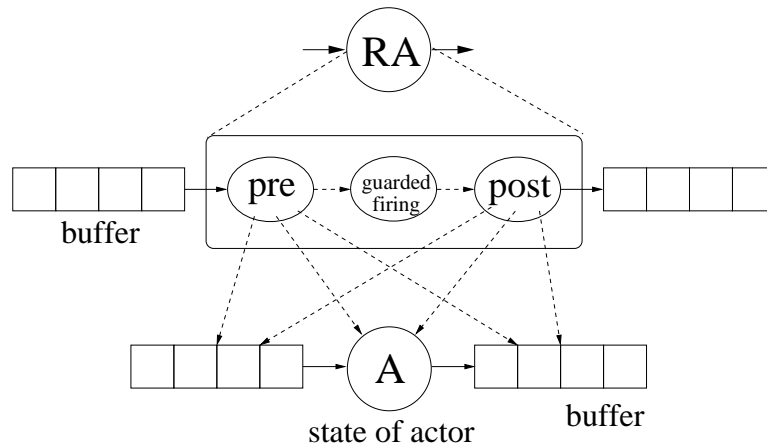 RA
pre
guarded
firing
post
buffer
A
state of actor
buffer